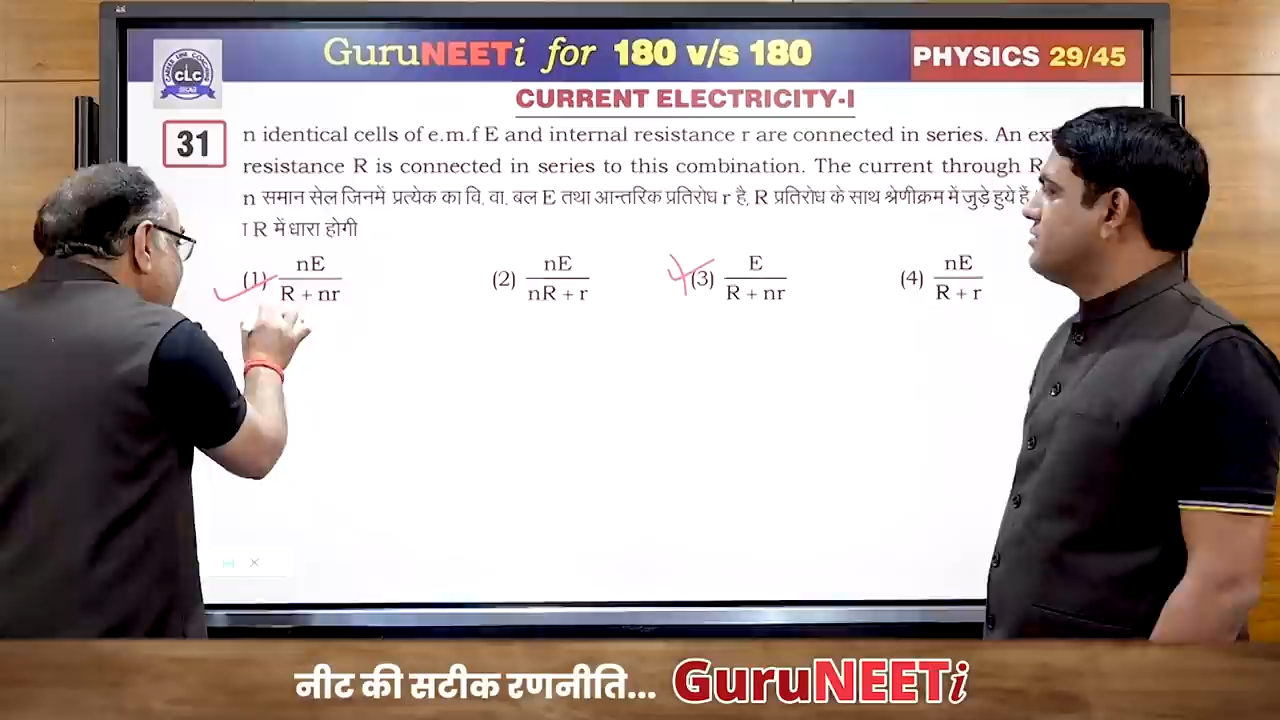 GuruNEETi for 180 v/s 180
PHYSICS 29/45
CLC
CURRENT ELECTRICITY-I
31
n identical cells of e.m.f E and internal resistance r are connected in series. An
resistance R is connected in series to this combination. The current through R
n समान सेल जिनमें प्रत्येक का वि. वा. बल E तथा आन्तरिक प्रतिरोध r है, R प्रतिरोध के साथ श्रेणीक्रम में जुड़े हुये हैं
R में धारा होगी
(1) nE / R + nr (2) nE / nR + r (3) E / R + nr (4) nE / R + r
नीट की सटीक रणनीति... GuruNEETi